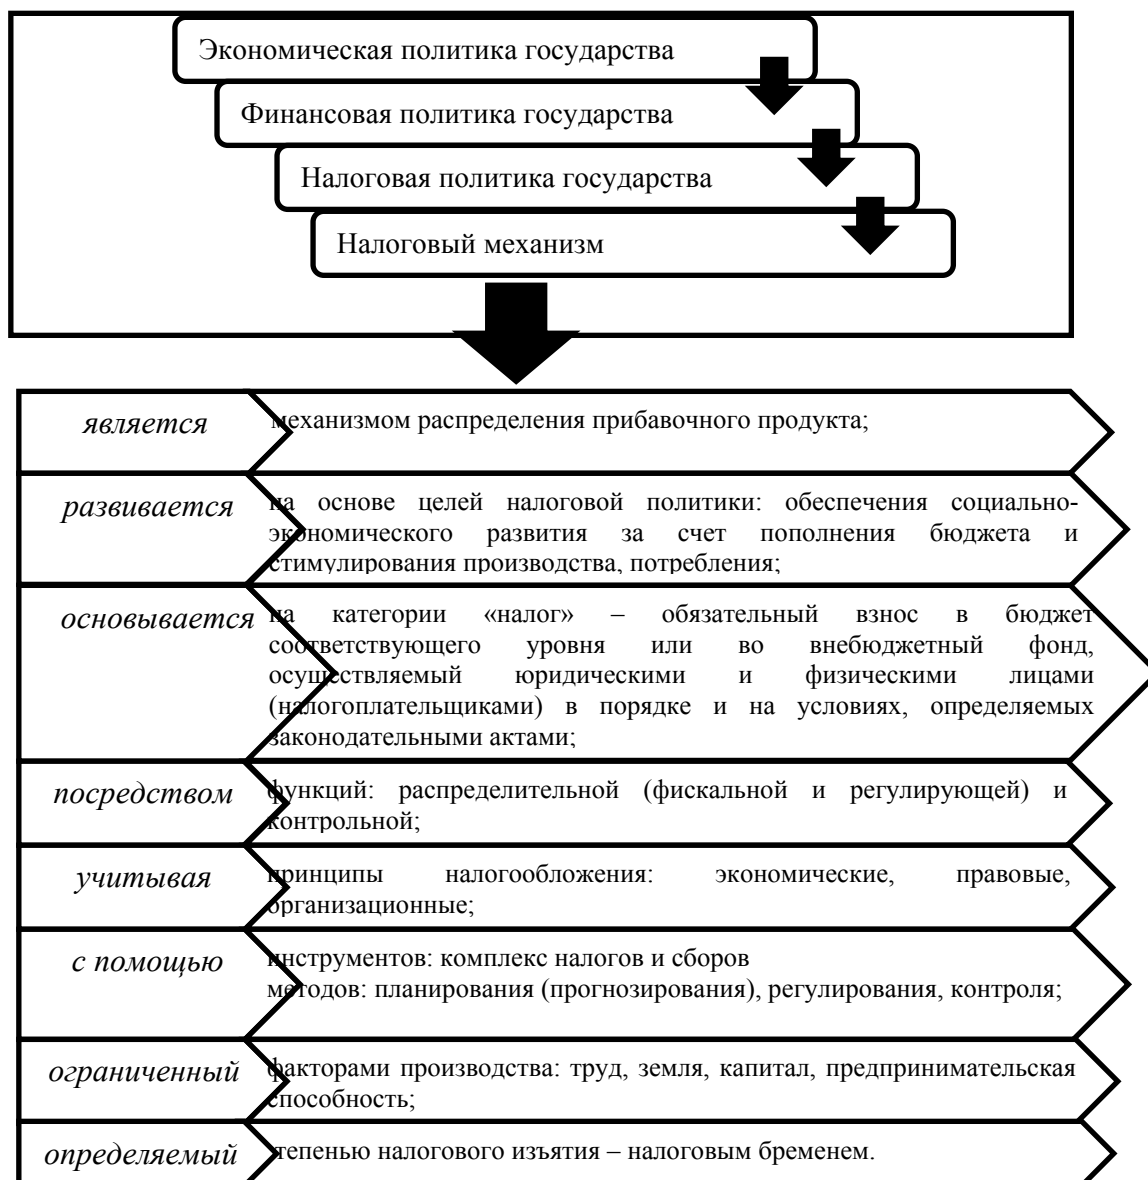 Экономическая политика государства
Финансовая политика государства
Налоговая политика государства
Налоговый механизм
является
механизмом распределения прибавочного продукта;
развивается
на основе целей налоговой политики: обеспечения социально-
экономического развития за счет пополнения бюджета и
стимулирования производства, потребления;
основывается
на категории «налог» – обязательный взнос в бюджет
соответствующего уровня или во внебюджетный фонд,
осуществляемый юридическими и физическими лицами
(налогоплательщиками) в порядке и на условиях, определяемых
законодательными актами;
посредством
функций: распределительной (фискальной и регулирующей) и
контрольной;
учитывая
принципы налогообложения: экономические, правовые,
организационные;
с помощью
инструментов: комплекс налогов и сборов
методов: планирования (прогнозирования), регулирования, контроля;
ограниченный
факторами производства: труд, земля, капитал, предпринимательская
способность;
определяемый
степенью налогового изъятия – налоговым бременем.